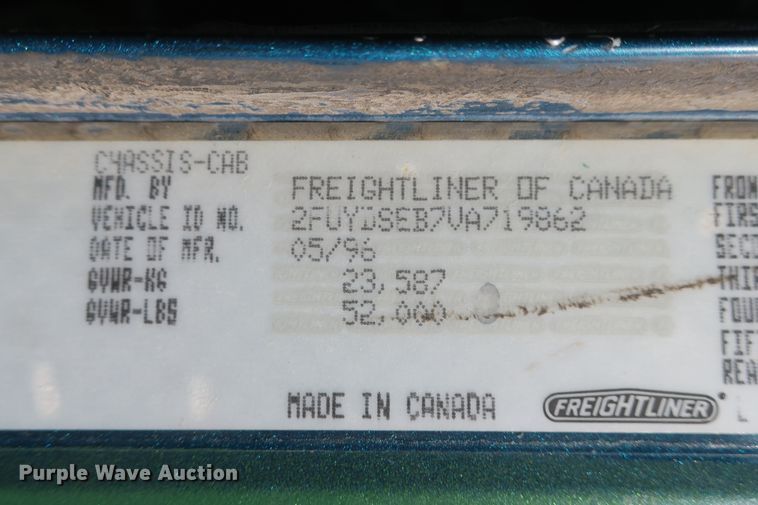 CHASSIS-CAB
MFD. BY FREIGHTLINER OF CANADA
VEHICLE ID NO. 2FUYDSEB7VA719862
DATE OF MFR. 05/96
GVWR-KG 23,587
GVWR-LBS 52,000
FROM
FIRS
SECO
THIR
FOUR
FIF
REA
MADE IN CANADA
FREIGHTLINER
L
Purple Wave Auction